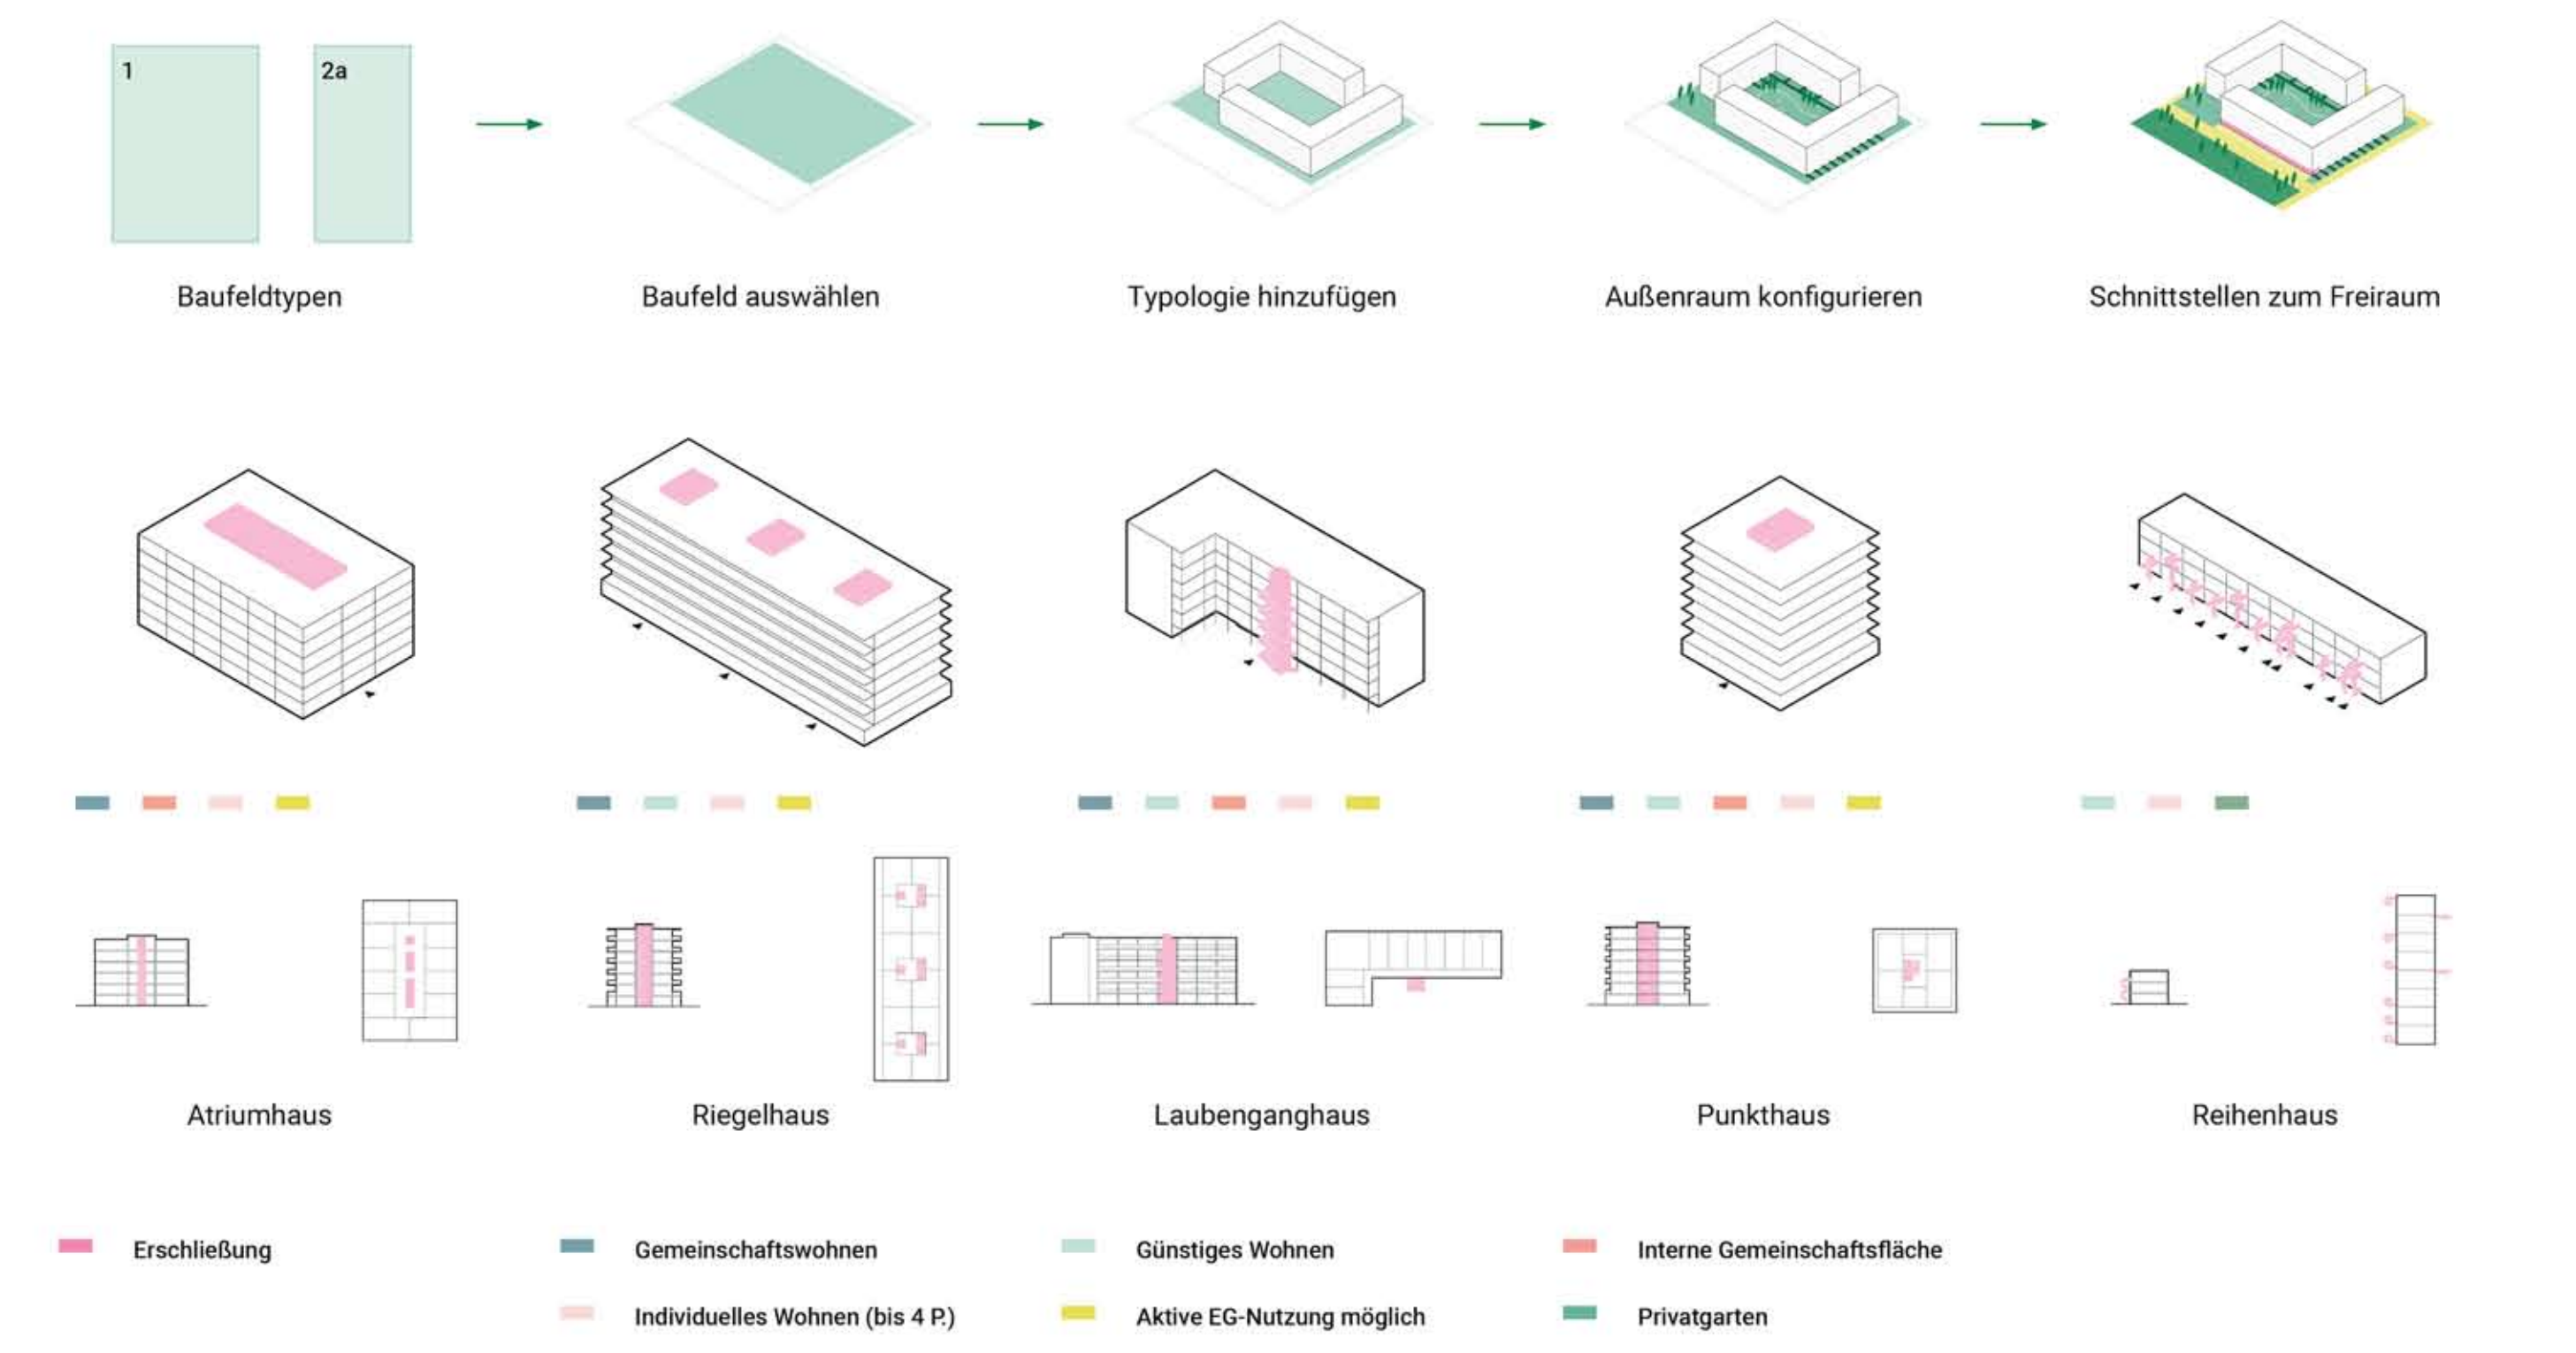 1
2a
Baufeldtypen
Baufeld auswählen
Typologie hinzufügen
Außenraum konfigurieren
Schnittstellen zum Freiraum
Atriumhaus
Riegelhaus
Laubenganghaus
Punkthaus
Reihenhaus
Erschließung
Gemeinschaftswohnen
Günstiges Wohnen
Interne Gemeinschaftsfläche
Individuelles Wohnen (bis 4 P.)
Aktive EG-Nutzung möglich
Privatgarten